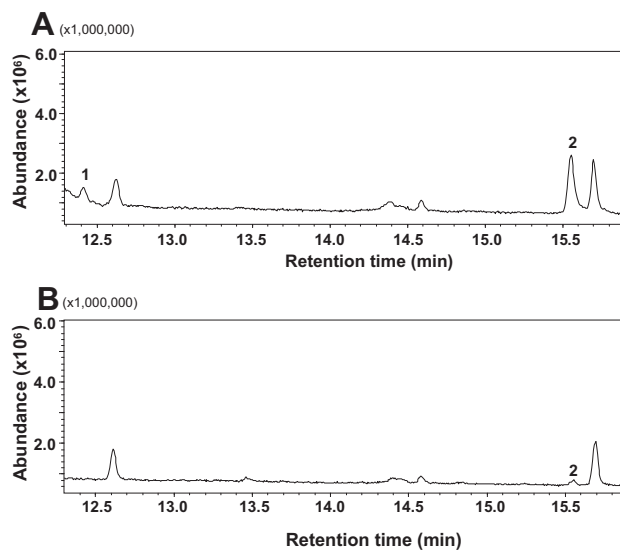 A (x1,000,000)
Abundance (x10⁶)
6.0
4.0
2.0
1
2
12.5 13.0 13.5 14.0 14.5 15.0 15.5
Retention time (min)
B (x1,000,000)
Abundance (x10⁶)
6.0
4.0
2.0
2
12.5 13.0 13.5 14.0 14.5 15.0 15.5
Retention time (min)